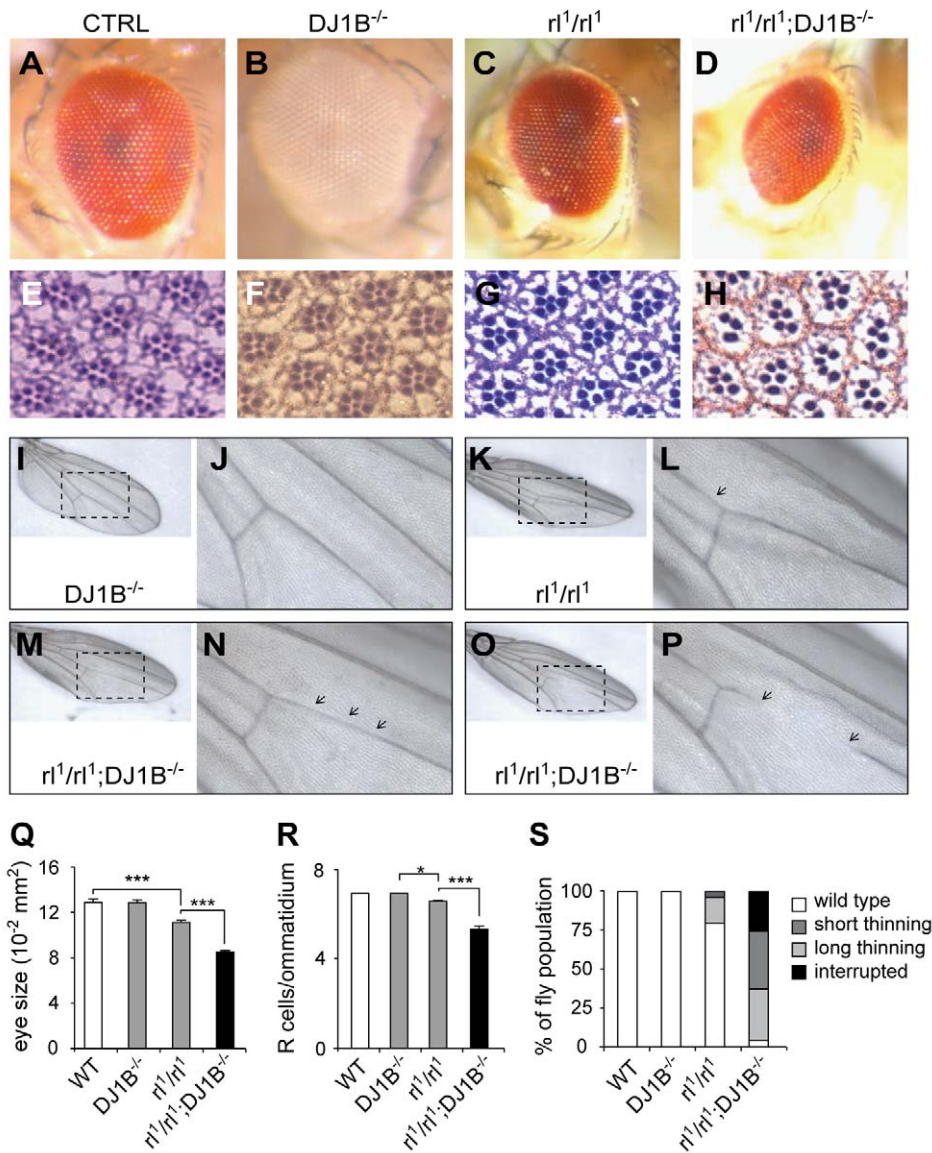 CTRL DJ1B-/- rl1/rl1 rl1/rl1;DJ1B-/-
A B C D
E F G H
I J K L
DJ1B-/- rl1/rl1
M N O P
rl1/rl1;DJ1B-/- rl1/rl1;DJ1B-/-
Q R S
eye size (10-2 mm2)
16
12
8
4
0
***
***
WT DJ1B-/- rl1/rl1 rl1/rl1;DJ1B-/-
R cells/ommatidium
8
4
0
*
***
WT DJ1B-/- rl1/rl1 rl1/rl1;DJ1B-/-
% of fly population
100
75
50
25
0
WT DJ1B-/- rl1/rl1 rl1/rl1;DJ1B-/-
wild type
short thinning
long thinning
interrupted